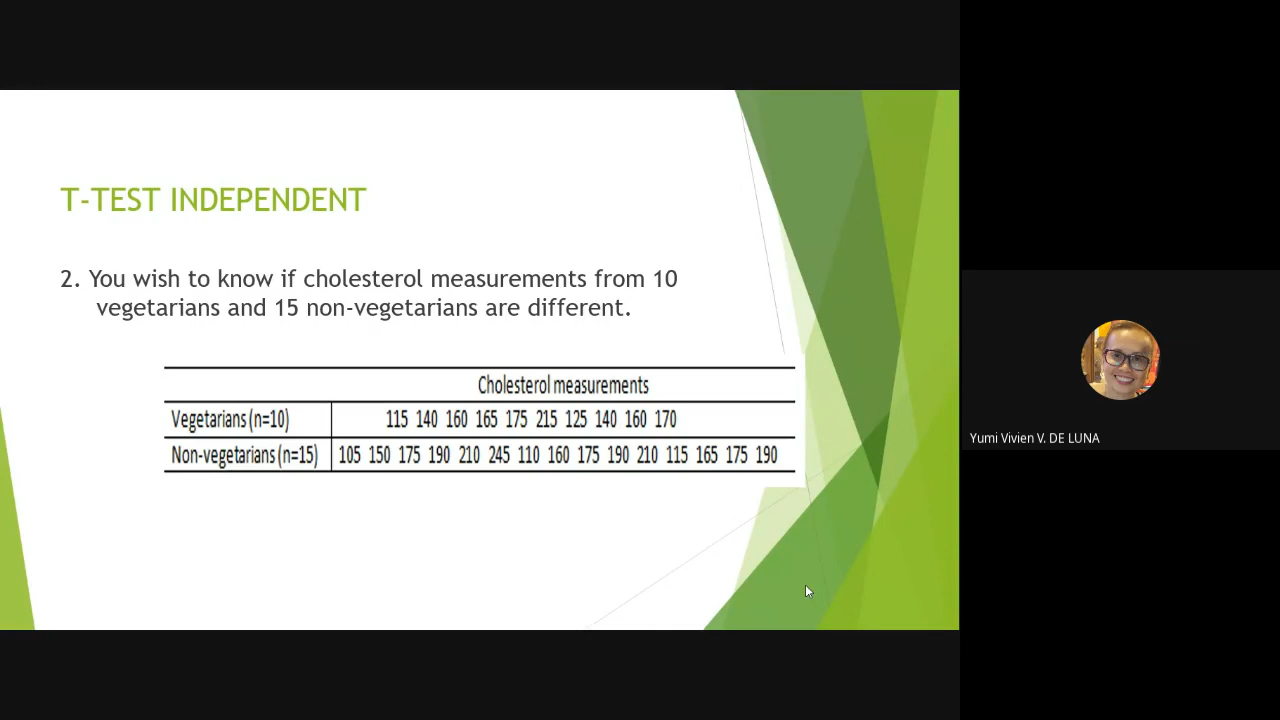 T-TEST INDEPENDENT
2. You wish to know if cholesterol measurements from 10
vegetarians and 15 non-vegetarians are different.
Cholesterol measurements
Vegetarians (n=10) 115 140 160 165 175 215 125 140 160 170
Non-vegetarians (n=15) 105 150 175 190 210 245 110 160 175 190 210 115 165 175 190
Yumi Vivien V. DE LUNA